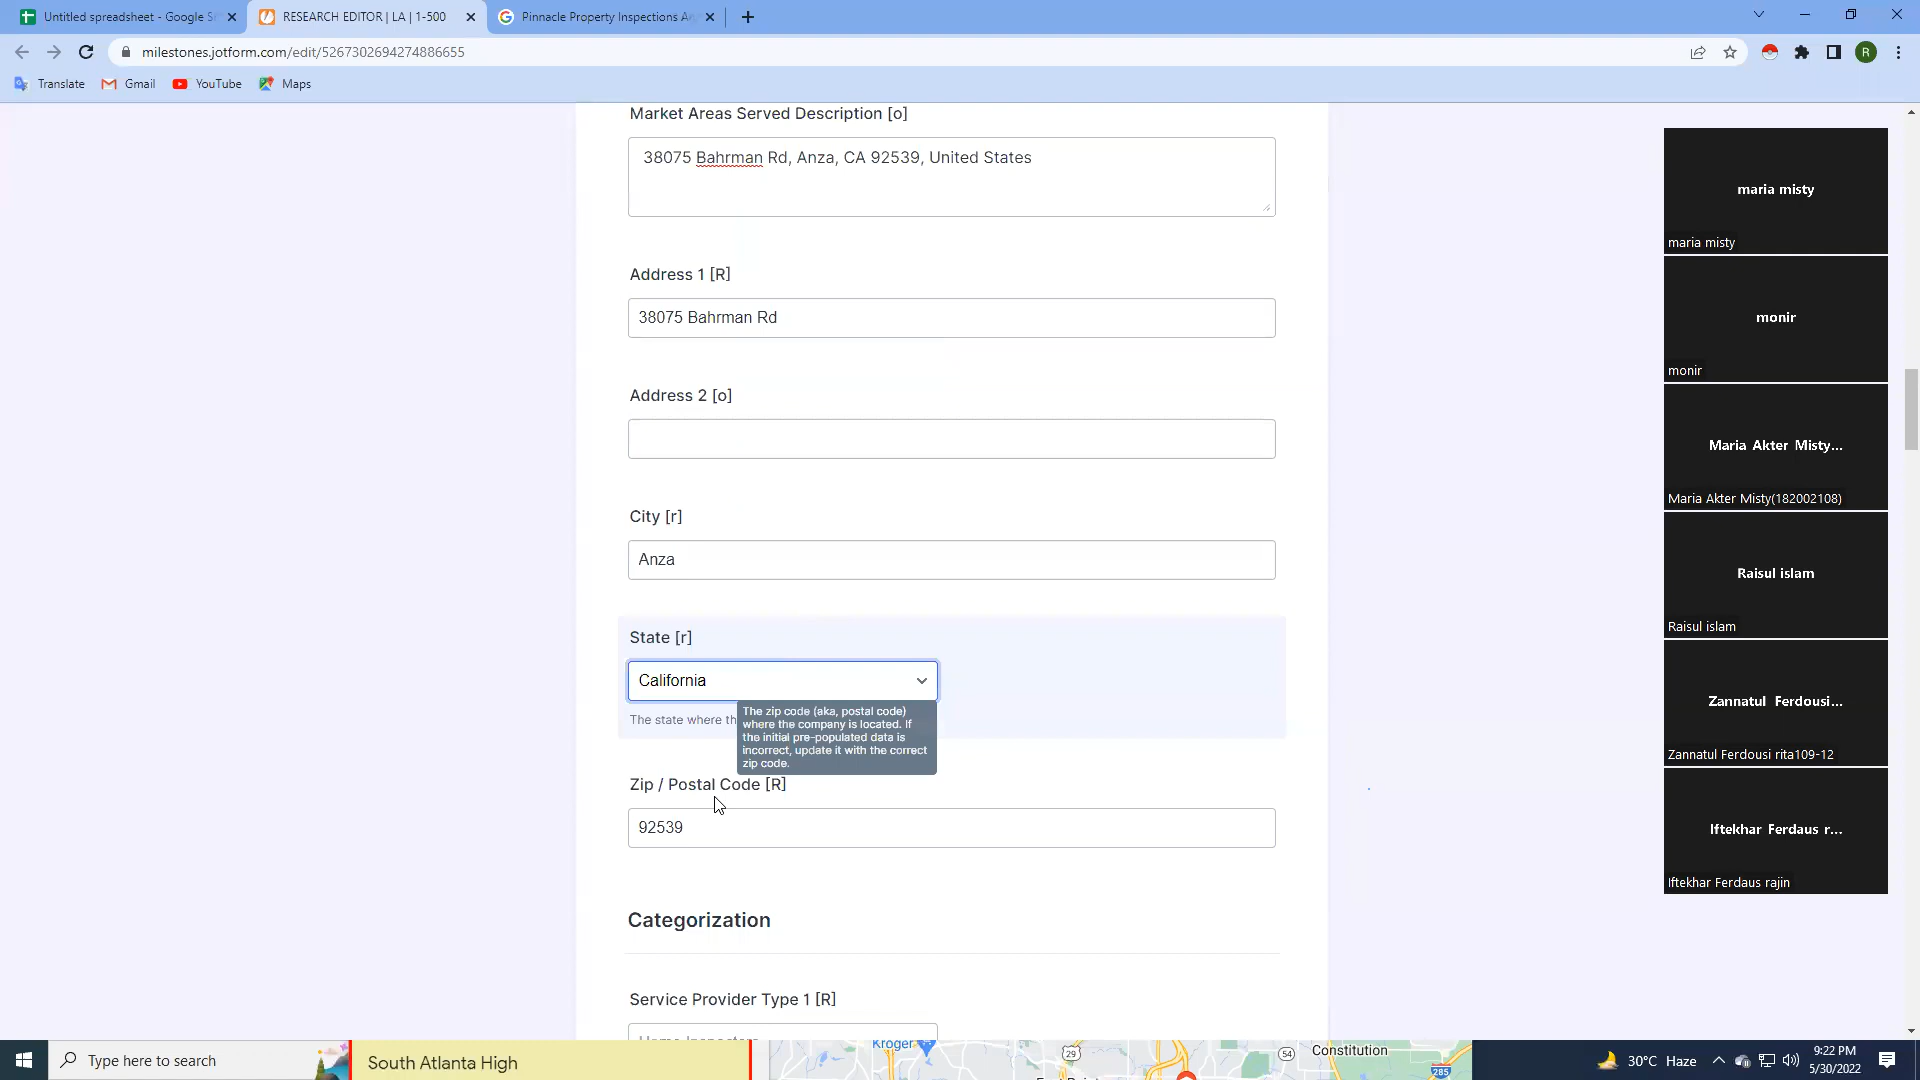 Untitled spreadsheet - Google S
RESEARCH EDITOR | LA | 1-500
Pinnacle Property Inspections
milestones.jotform.com/edit/5267302694274886655
R
Translate
Gmail
YouTube
Maps
Market Areas Served Description [o]
38075 Bahrman Rd, Anza, CA 92539, United States
Address 1 [R]
38075 Bahrman Rd
Address 2 [o]
City [r]
Anza
State [r]
California
The state where th
The zip code (aka, postal code)
where the company is located. If
the initial pre-populated data is
incorrect, update it with the correct
zip code.
Zip / Postal Code [R]
92539
Categorization
Service Provider Type 1 [R]
maria misty
maria misty
monir
monir
Maria Akter Misty...
Maria Akter Misty(182002108)
Raisul islam
Raisul islam
Zannatul Ferdousi...
Zannatul Ferdousi rita109-12
Iftekhar Ferdaus r...
Iftekhar Ferdaus rajin
Type here to search
South Atlanta High
Kroger
29
54
Constitution
285
30°C Haze
9:22 PM
5/30/2022